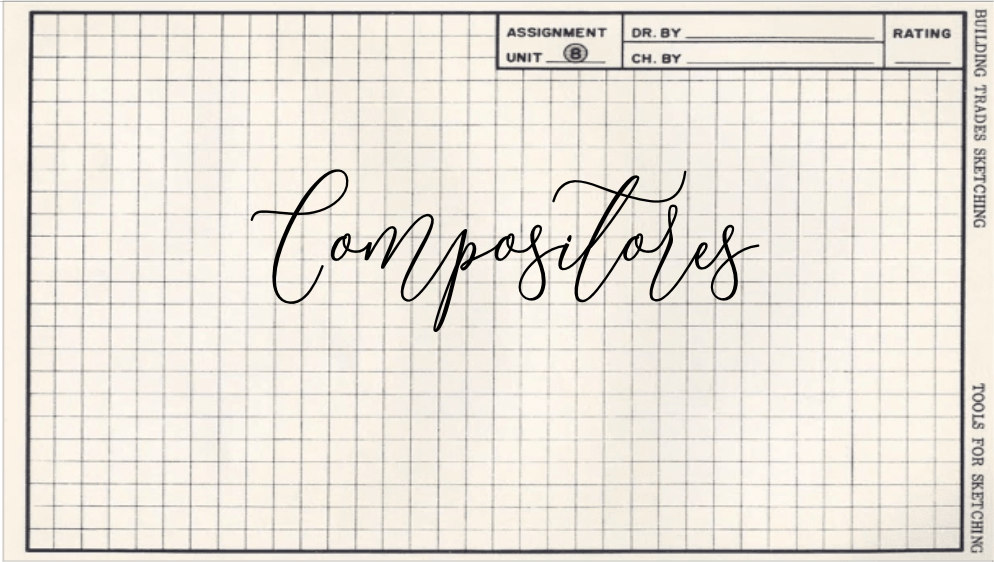 ASSIGNMENT
UNIT 8
DR. BY
CH. BY
RATING
Compositores
BUILDING TRADES SKETCHING
TOOLS FOR SKETCHING